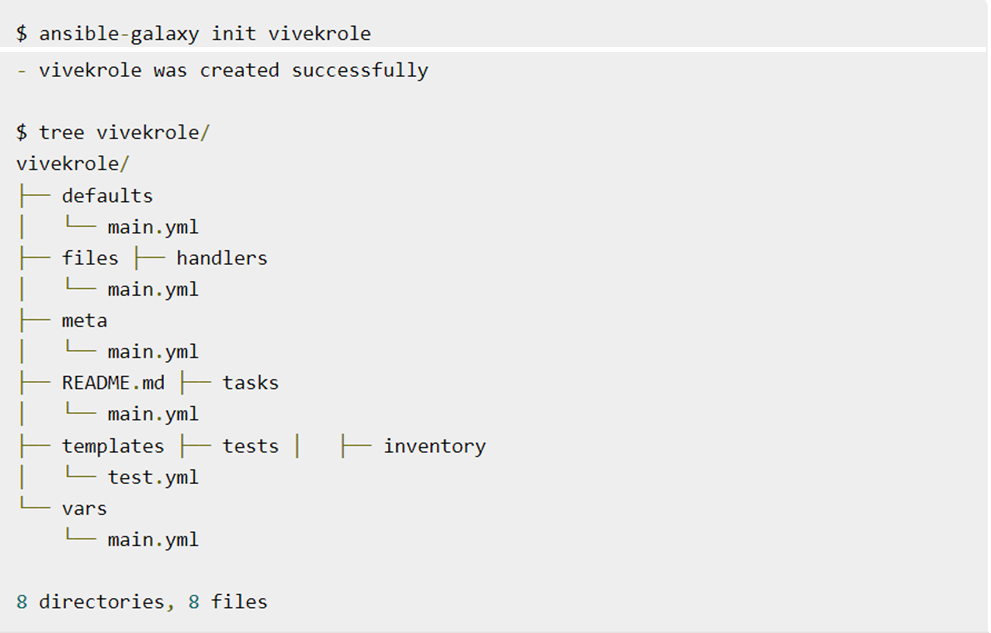 $ ansible-galaxy init vivekrole
- vivekrole was created successfully
$ tree vivekrole/
vivekrole/
├── defaults
│   └── main.yml
├── files ├── handlers
│   └── main.yml
├── meta
│   └── main.yml
├── README.md ├── tasks
│   └── main.yml
├── templates ├── tests │   ├── inventory
│   └── test.yml
└── vars
    └── main.yml
8 directories, 8 files